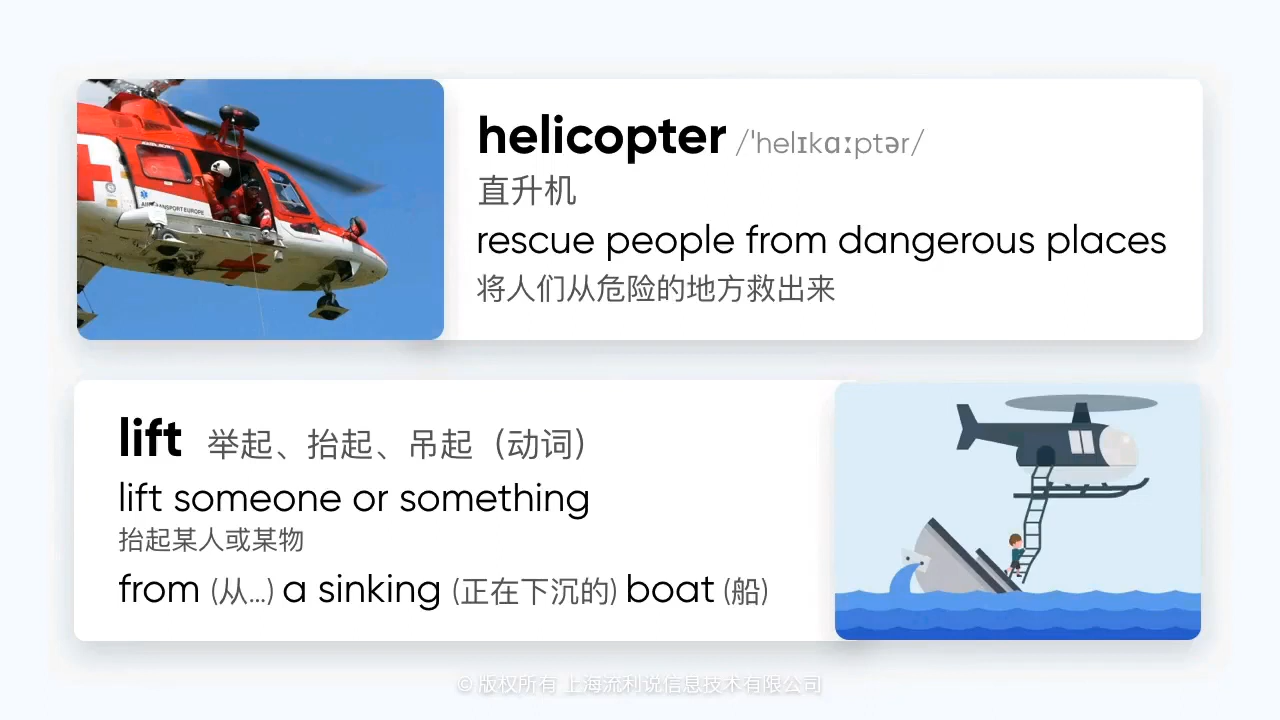 helicopter /ˈhelɪkɑːptər/
直升机
rescue people from dangerous places
将人们从危险的地方救出来
lift 举起、抬起、吊起（动词）
lift someone or something
抬起某人或某物
from (从...) a sinking (正在下沉的) boat (船)
© 版权所有 上海流利说信息技术有限公司